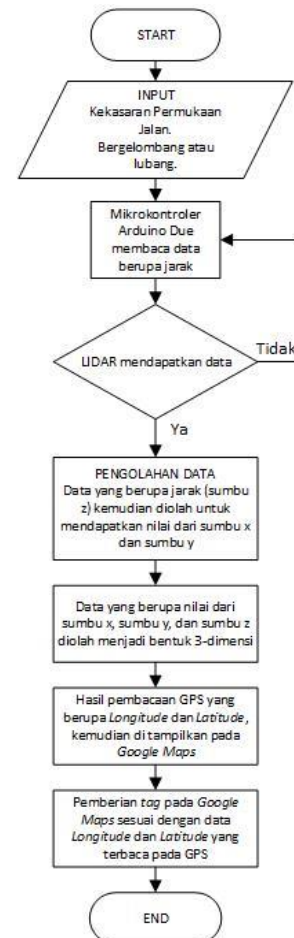 START
INPUT
Kekasaran Permukaan
Jalan.
Bergelombang atau
lubang.
Mikrokontroler
Arduino Due
membaca data
berupa jarak
LIDAR mendapatkan data
Tidak
Ya
PENGOLAHAN DATA
Data yang berupa jarak (sumbu
z) kemudian diolah untuk
mendapatkan nilai dari sumbu x
dan sumbu y
Data yang berupa nilai dari
sumbu x, sumbu y, dan sumbu z
diolah menjadi bentuk 3-dimensi
Hasil pembacaan GPS yang
berupa Longitude dan Latitude,
kemudian di tampilkan pada
Google Maps
Pemberian tag pada Google
Maps sesuai dengan data
Longitude dan Latitude yang
terbaca pada GPS
END